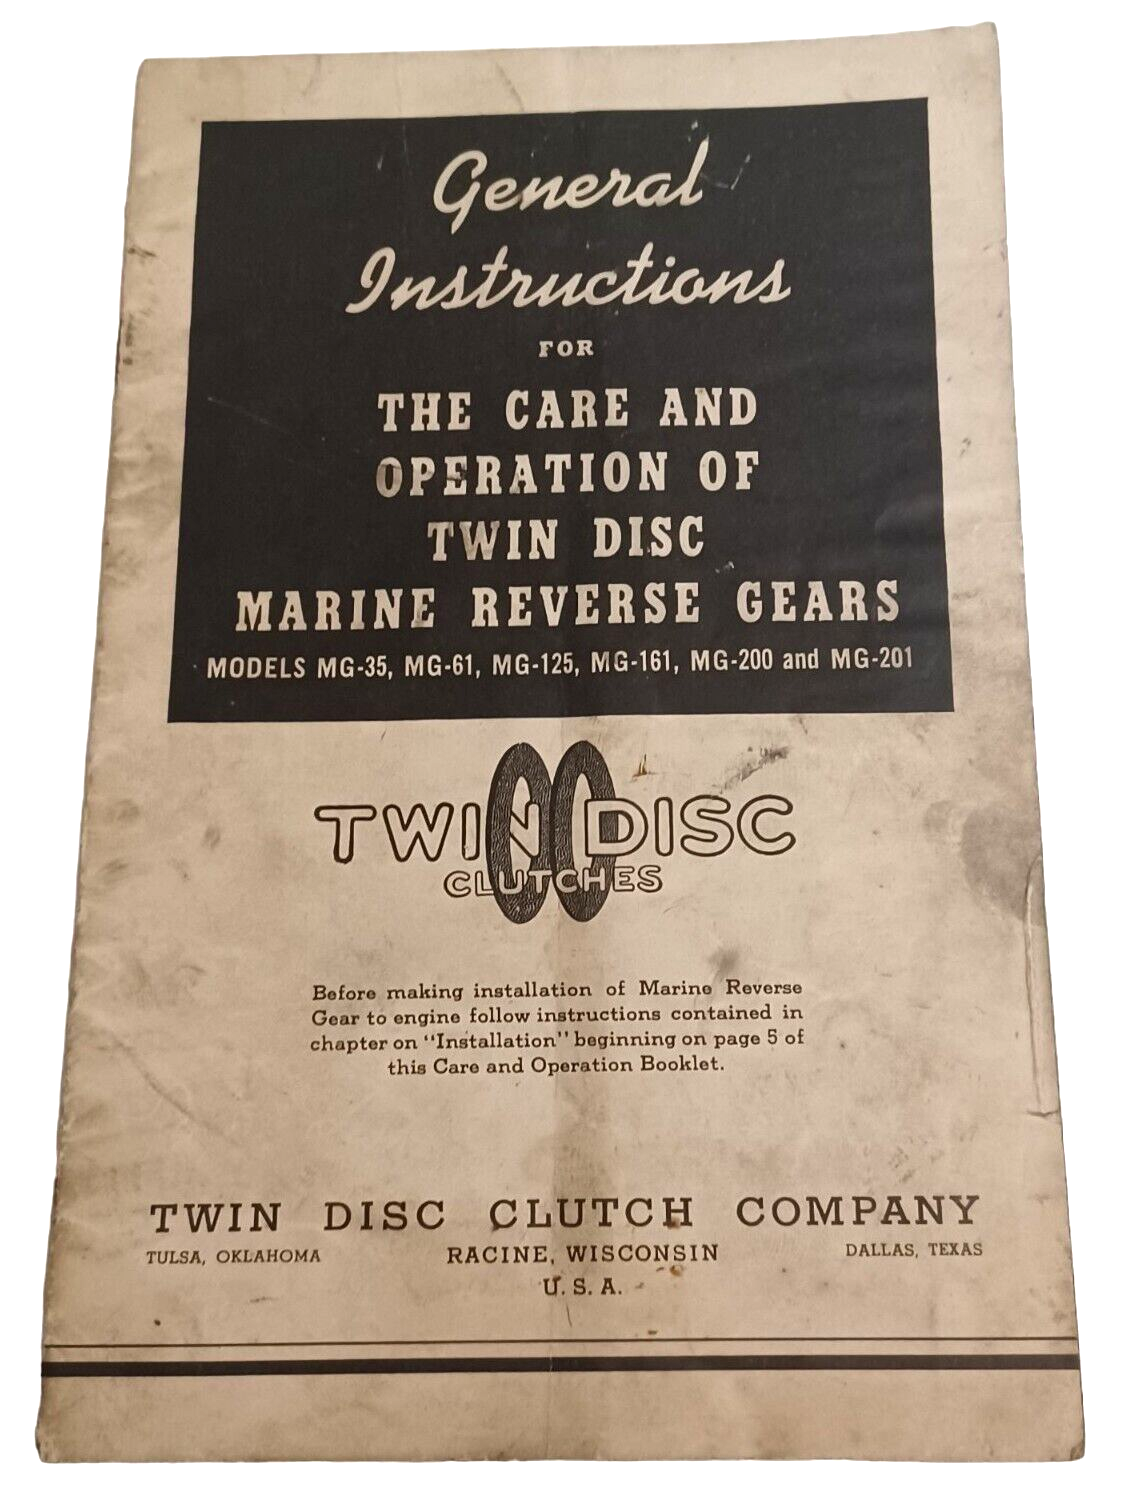 General
Instructions
FOR
THE CARE AND
OPERATION OF
TWIN DISC
MARINE REVERSE GEARS
MODELS MG-35, MG-61, MG-125, MG-161, MG-200 and MG-201
TWIN DISC
CLUTCHES
Before making installation of Marine Reverse
Gear to engine follow instructions contained in
chapter on "Installation" beginning on page 5 of
this Care and Operation Booklet.
TWIN DISC CLUTCH COMPANY
TULSA, OKLAHOMA RACINE, WISCONSIN DALLAS, TEXAS
U. S. A.